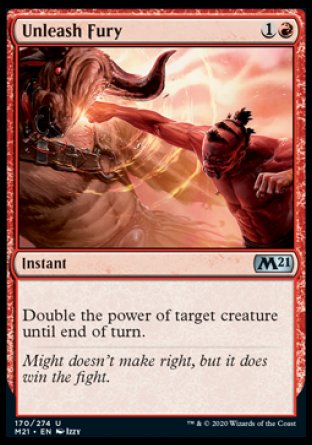 Unleash Fury 1
Instant M21
Double the power of target creature
until end of turn.
Might doesn't make right, but it does
win the fight.
170/274 U
M21 • EN Izzy ™ & © 2020 Wizards of the Coast